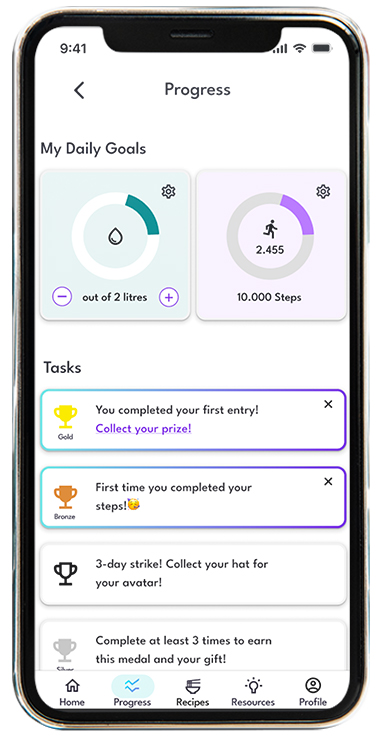 9:41
Progress
My Daily Goals
out of 2 litres
2.455
10.000 Steps
Tasks
You completed your first entry!
Collect your prize!
Gold
First time you completed your
steps!🥳
Bronze
3-day strike! Collect your hat for
your avatar!
Complete at least 3 times to earn
this medal and your gift!
Silver
Home
Progress
Recipes
Resources
Profile